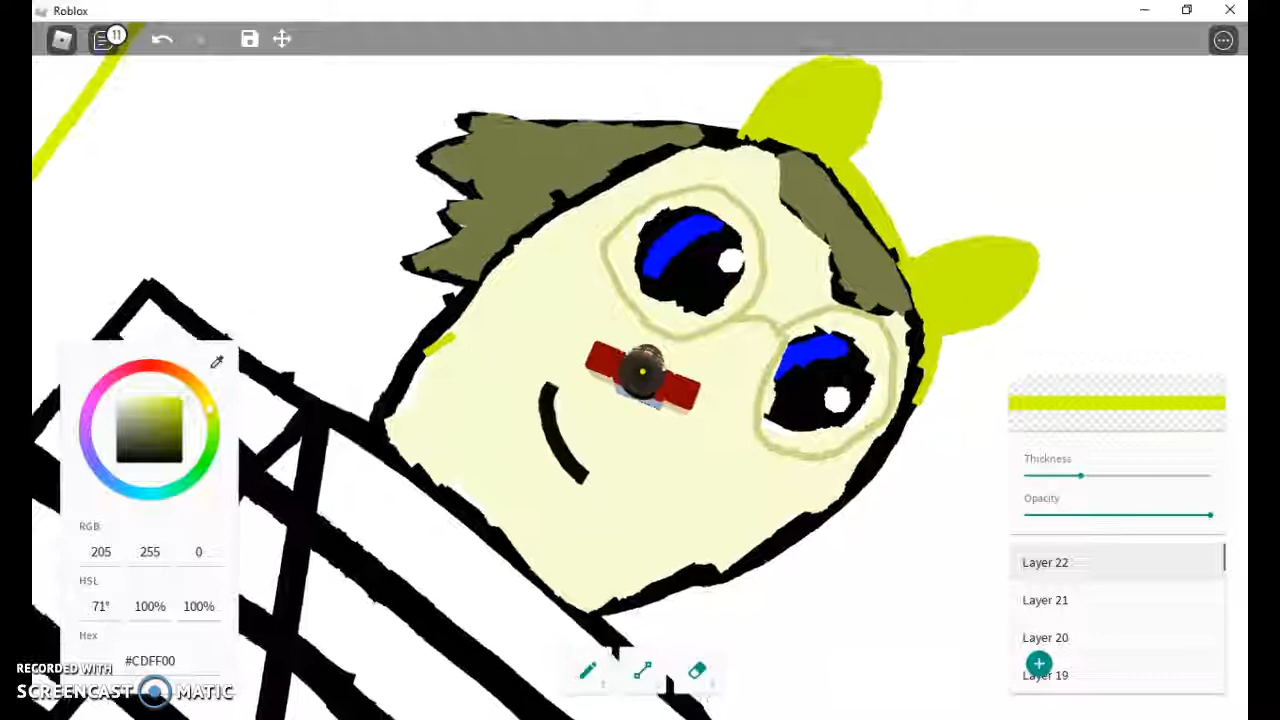 Roblox
11
RGB
205 255 0
HSL
71° 100% 100%
Hex
#CDFF00
Thickness
Opacity
Layer 22
Layer 21
Layer 20
Layer 19
RECORDED WITH
SCREENCAST MATIC